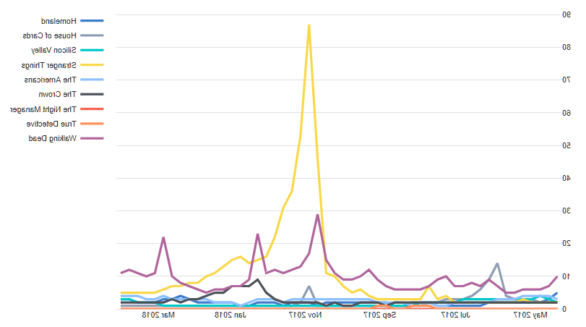 Homeland
House of Cards
Silicon Valley
Stranger Things
The Americans
The Crown
The Night Manager
True Detective
Walking Dead
90
80
70
60
50
40
30
20
10
0
May 2017
Jul 2017
Sep 2017
Nov 2017
Jan 2018
Mar 2018